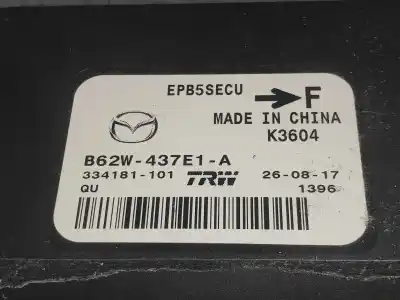 EPB5SECU
F
MADE IN CHINA
K3604
B62W-437E1-A
334181-101 TRW 26-08-17
QU 1396